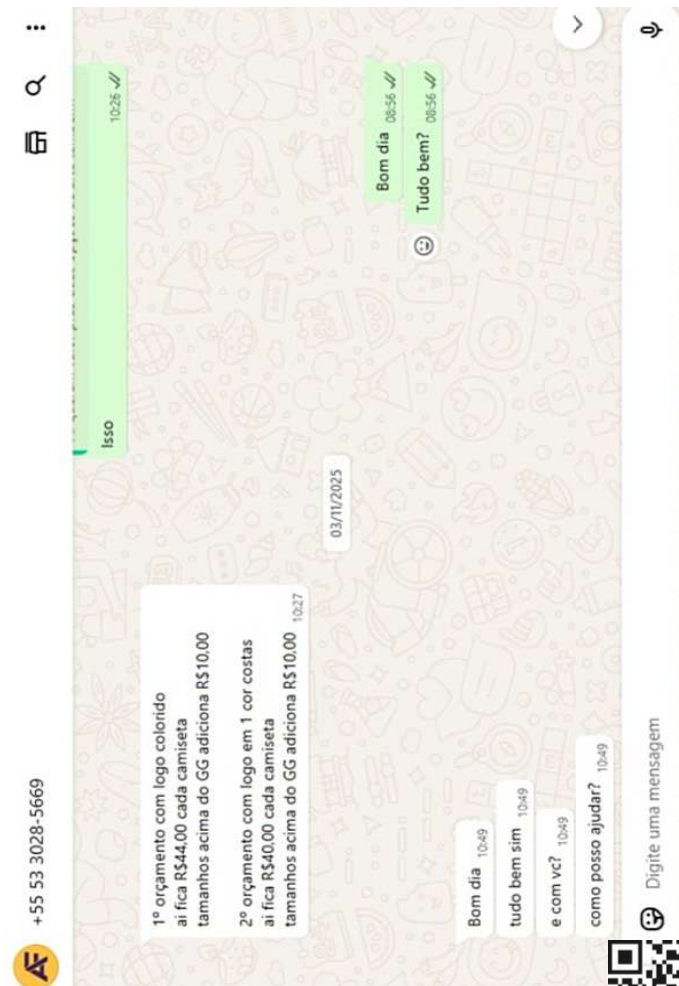 +55 53 3028-5669
Isso
10:26
1º orçamento com logo colorido
ai fica R$44,00 cada camiseta
tamanhos acima do GG adiciona R$10,00
2º orçamento com logo em 1 cor costas
ai fica R$40,00 cada camiseta
tamanhos acima do GG adiciona R$10,00
10:27
03/11/2025
Bom dia 08:56
Tudo bem? 08:56
Bom dia 10:49
tudo bem sim 10:49
e com vc? 10:49
como posso ajudar? 10:49
Digite uma mensagem